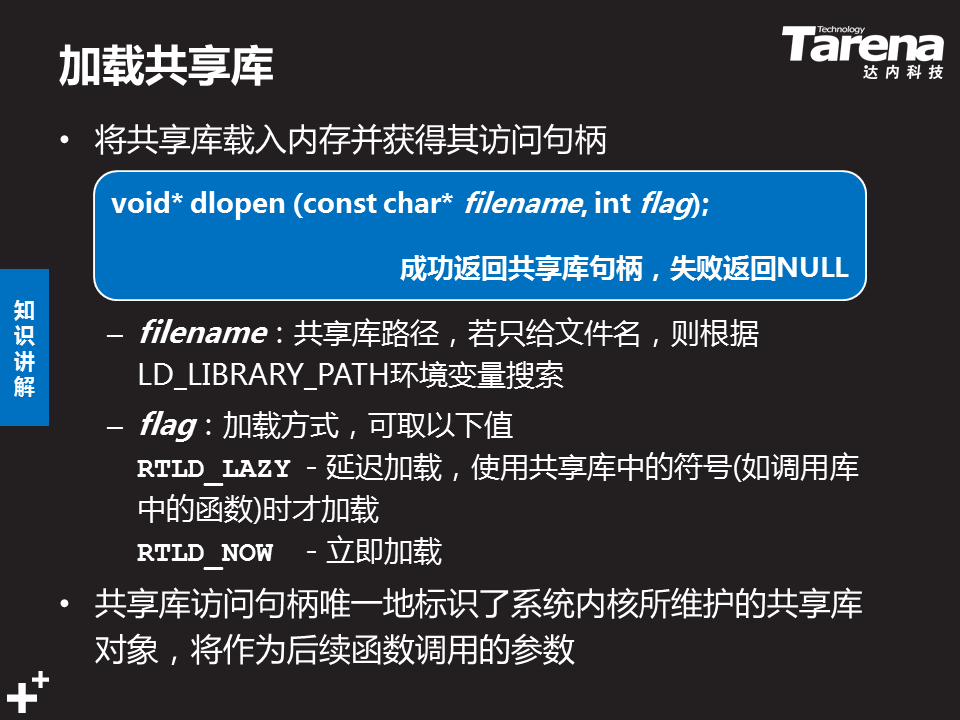 加载共享库
Technology
Tarena
达内科技
• 将共享库载入内存并获得其访问句柄
void* dlopen (const char* filename, int flag);
成功返回共享库句柄，失败返回NULL
知识讲解
– filename：共享库路径，若只给文件名，则根据
LD_LIBRARY_PATH环境变量搜索
– flag：加载方式，可取以下值
RTLD_LAZY - 延迟加载，使用共享库中的符号(如调用库
中的函数)时才加载
RTLD_NOW - 立即加载
• 共享库访问句柄唯一地标识了系统内核所维护的共享库
对象，将作为后续函数调用的参数